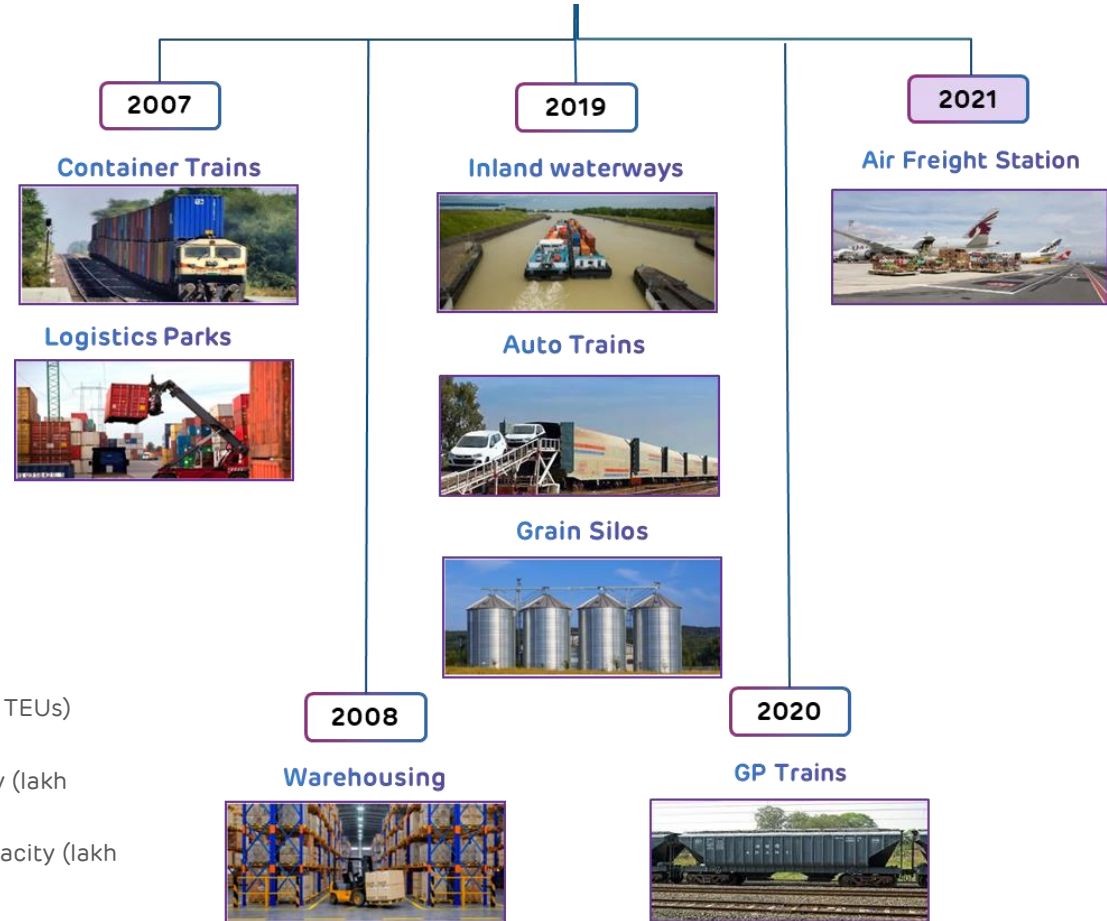 2007
Container Trains
Logistics Parks
2019
Inland waterways
Auto Trains
Grain Silos
2021
Air Freight Station
TEUs)
y (lakh
acity (lakh
2008
Warehousing
2020
GP Trains